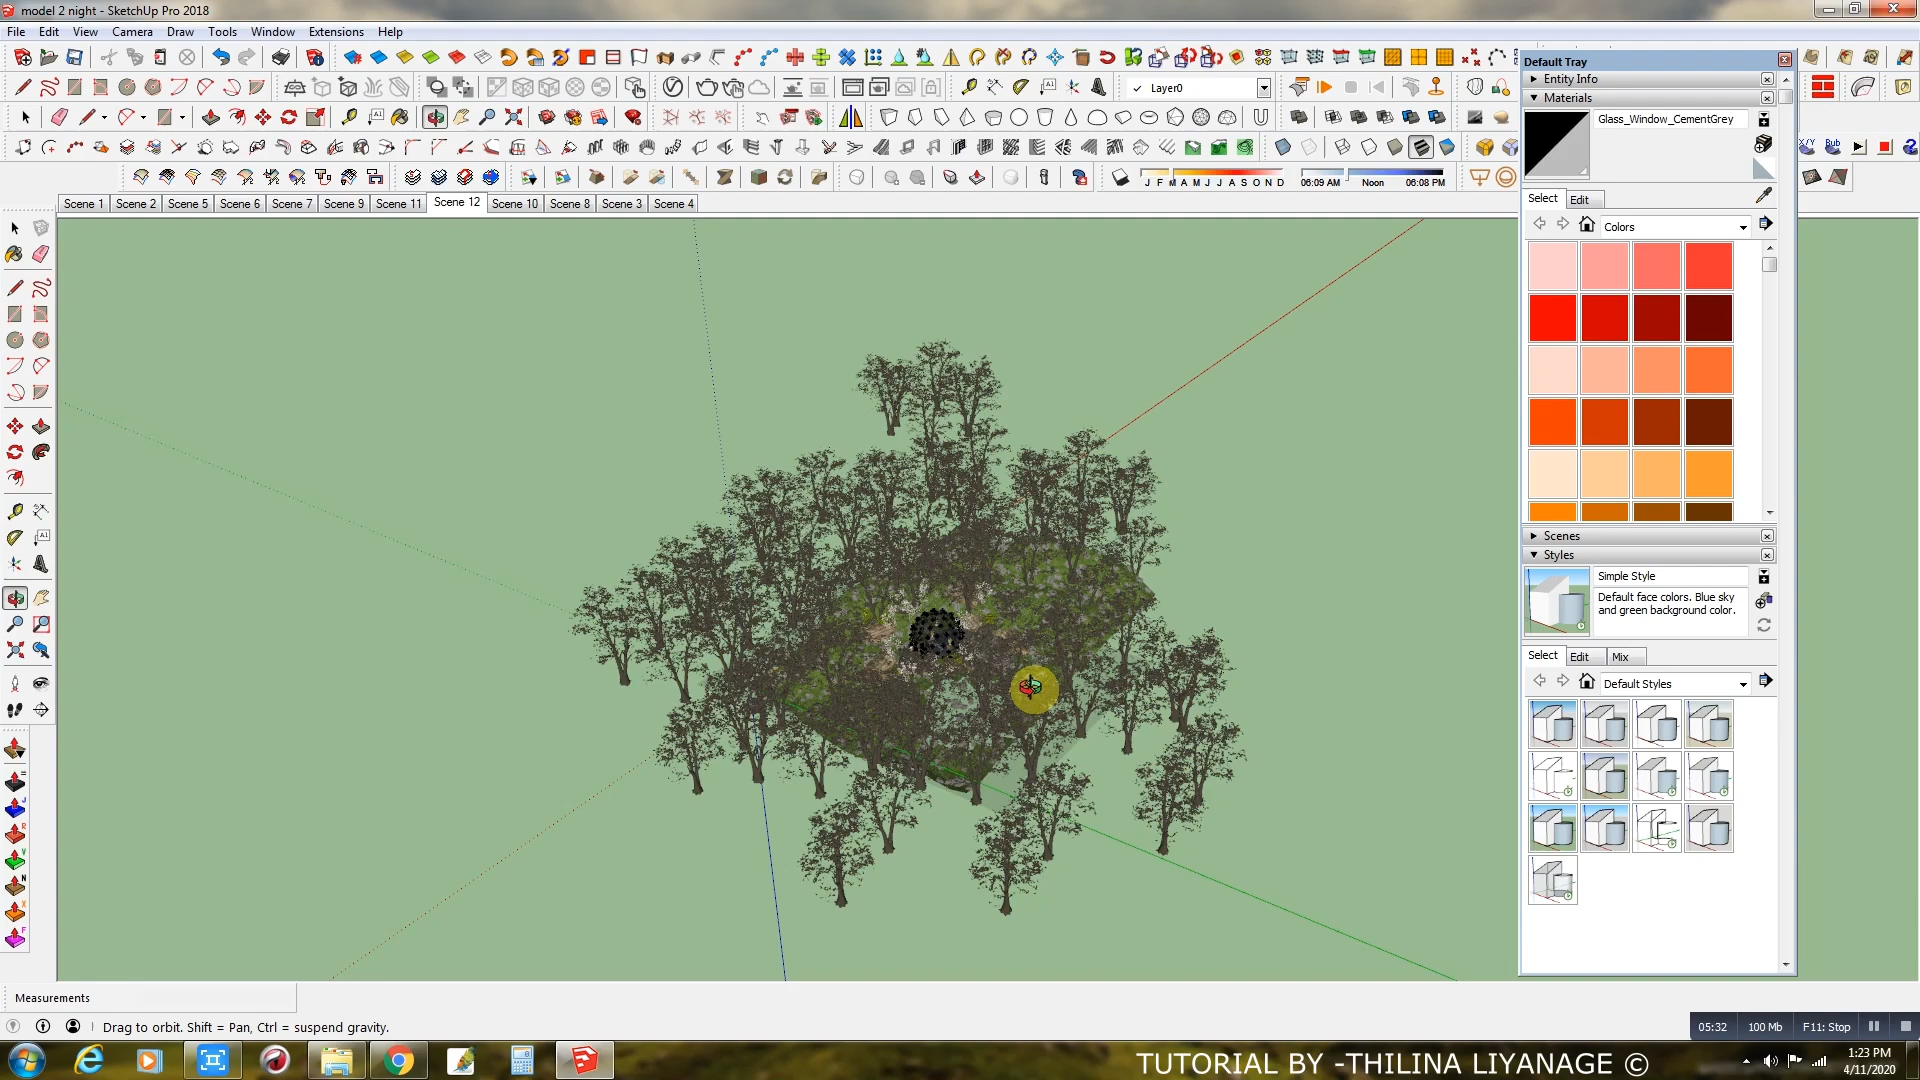 model 2 night - SketchUp Pro 2018
File Edit View Camera Draw Tools Window Extensions Help
Layer0
J F M A M J J A S O N D
06:09 AM Noon 06:08 PM
Scene 1 Scene 2 Scene 5 Scene 6 Scene 7 Scene 9 Scene 11 Scene 12 Scene 10 Scene 8 Scene 3 Scene 4
Default Tray
Entity Info
Materials
Glass_Window_CementGrey
X/Y Bub
Select Edit
Colors
Scenes
Styles
Simple Style
Default face colors. Blue sky
and green background color.
Select Edit Mix
Default Styles
Measurements
Drag to orbit. Shift = Pan, Ctrl = suspend gravity.
05:32 100 Mb F11: Stop
TUTORIAL BY -THILINA LIYANAGE ©
1:23 PM
4/11/2020